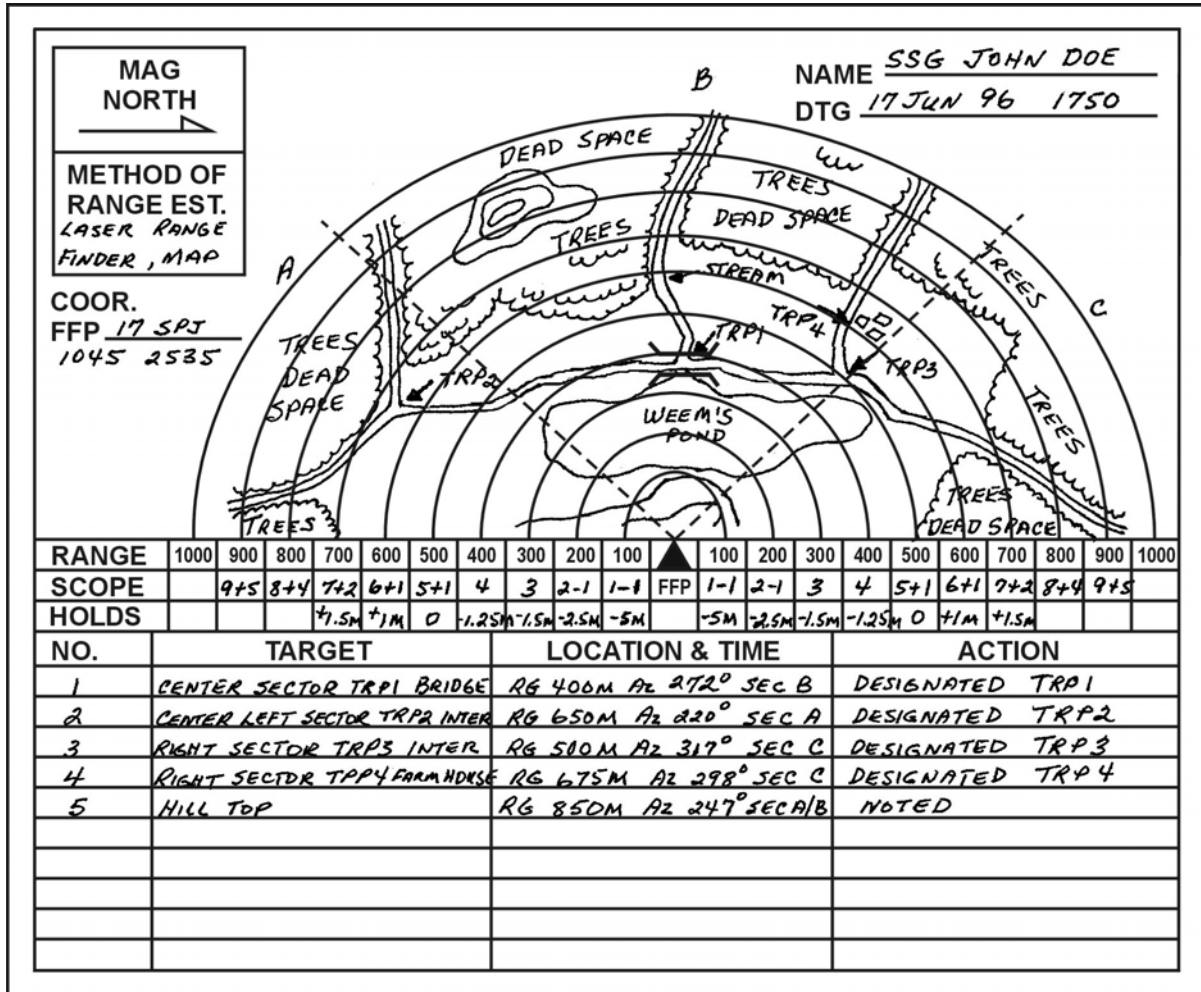 MAG
NORTH
METHOD OF
RANGE EST.
LASER RANGE
FINDER, MAP
COOR.
FFP 17 SPJ
1045 2535
NAME SSG JOHN DOE
DTG 17 JUN 96 1750
A
B
C
DEAD SPACE
TREES
TREES
DEAD SPACE
TREES
STREAM
TREES
DEAD
SPACE
TRP2
TRP1
TRP4
TRP3
TREES
WEEM'S
POND
TREES
TREES
DEAD SPACE
RANGE 1000 900 800 700 600 500 400 300 200 100 100 200 300 400 500 600 700 800 900 1000
SCOPE 9+5 8+4 7+2 6+1 5+1 4 3 2-1 1-1 FFP 1-1 2-1 3 4 5+1 6+1 7+2 8+4 9+5
HOLDS +1.5M +1M 0 -1.25M -1.5M -2.5M -5M -5M -2.5M -1.5M -1.25M 0 +1M +1.5M
NO. TARGET LOCATION & TIME ACTION
1 CENTER SECTOR TRP1 BRIDGE RG 400M AZ 272° SEC B DESIGNATED TRP1
2 CENTER LEFT SECTOR TRP2 INTER RG 650M AZ 220° SEC A DESIGNATED TRP2
3 RIGHT SECTOR TRP3 INTER RG 500M AZ 317° SEC C DESIGNATED TRP3
4 RIGHT SECTOR TPP4 FARM HOUSE RG 675M AZ 298° SEC C DESIGNATED TRP4
5 HILL TOP RG 850M AZ 247° SEC A/B NOTED